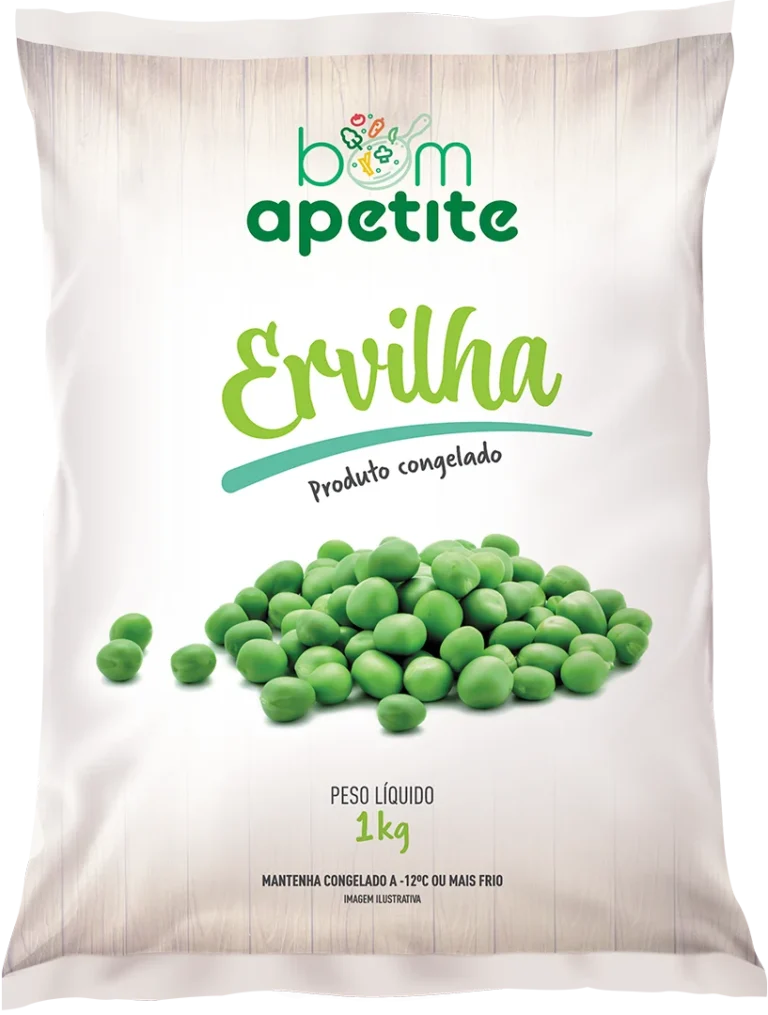 bom
apetite
Ervilha
Produto congelado
PESO LÍQUIDO
1kg
MANTENHA CONGELADO A -12ºC OU MAIS FRIO
IMAGEM ILUSTRATIVA